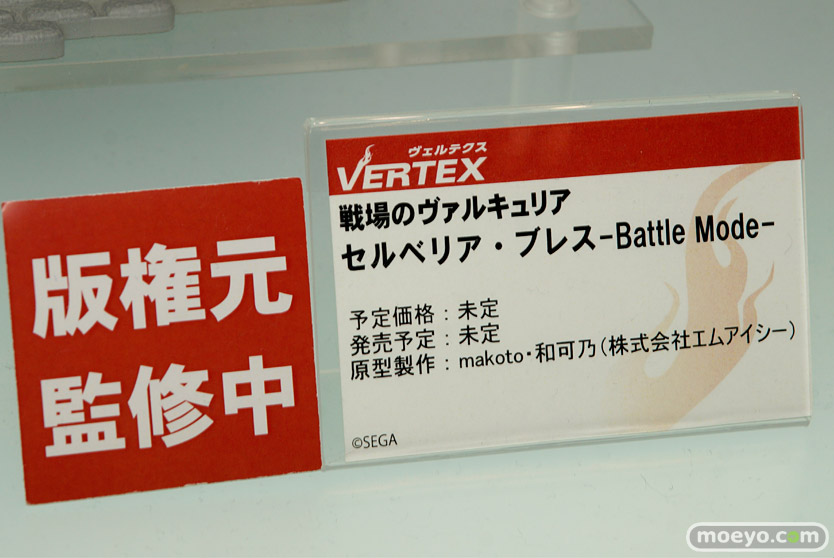 版権元
監修中
ヴェルテクス
VERTEX
戦場のヴァルキュリア
セルベリア・ブレス-Battle Mode-
予定価格：未定
発売予定：未定
原型製作：makoto・和可乃(株式会社エムアイシー)
©SEGA
moeyo.com